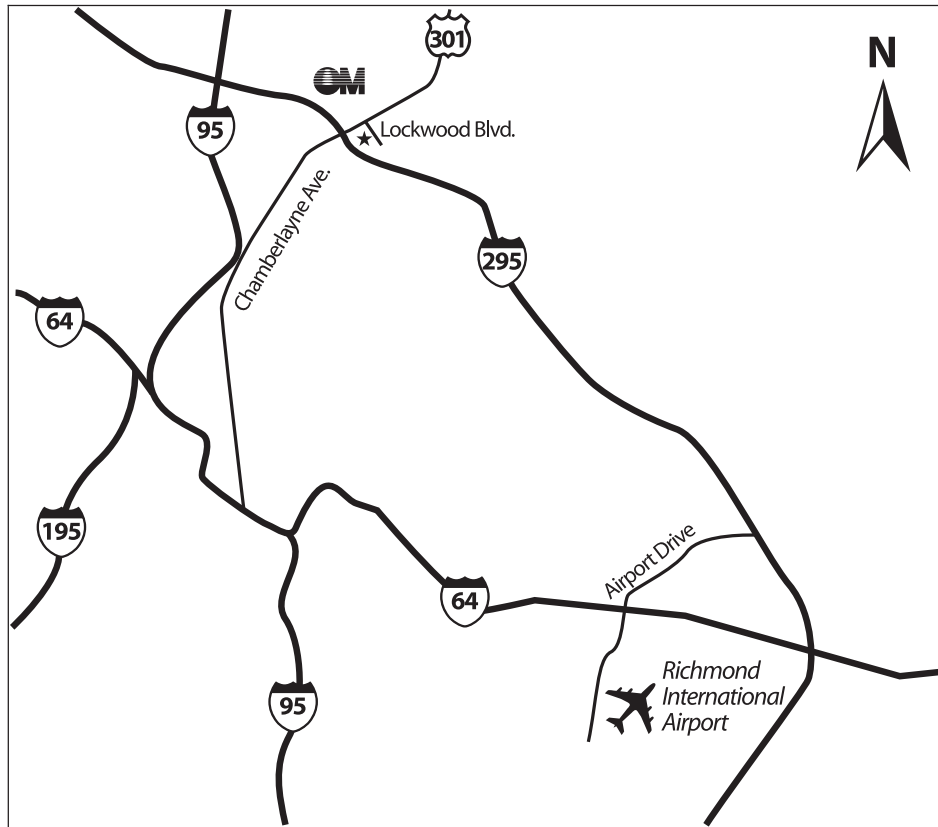 301
N
OM
95
Lockwood Blvd.
Chamberlayne Ave.
295
64
195
Airport Drive
64
Richmond
International
Airport
95